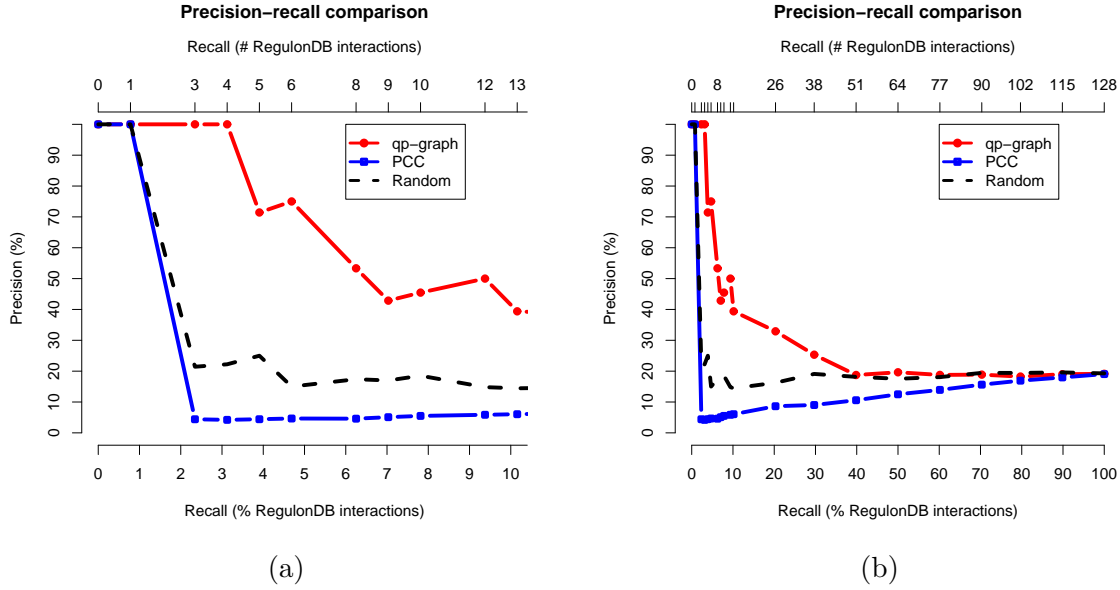 Precision−recall comparison
Recall (# RegulonDB interactions)
0 1 3 4 5 6 8 9 10 12 13
qp−graph
PCC
Random
Precision (%)
0 10 20 30 40 50 60 70 80 90
0 1 2 3 4 5 6 7 8 9 10
Recall (% RegulonDB interactions)
(a)
Precision−recall comparison
Recall (# RegulonDB interactions)
0 8 26 38 51 64 77 90 102 115 128
qp−graph
PCC
Random
Precision (%)
0 10 20 30 40 50 60 70 80 90
0 10 20 30 40 50 60 70 80 90 100
Recall (% RegulonDB interactions)
(b)